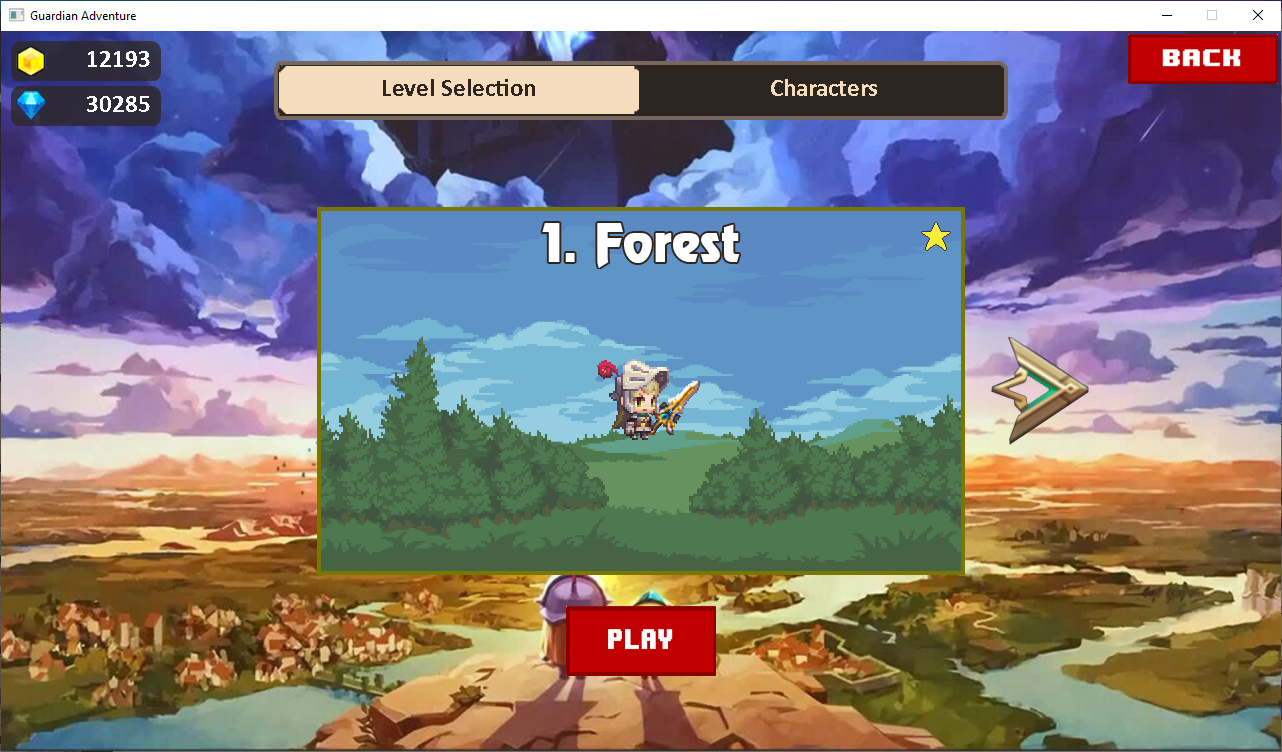 Guardian Adventure
12193
30285
Level Selection
Characters
BACK
1. Forest
PLAY